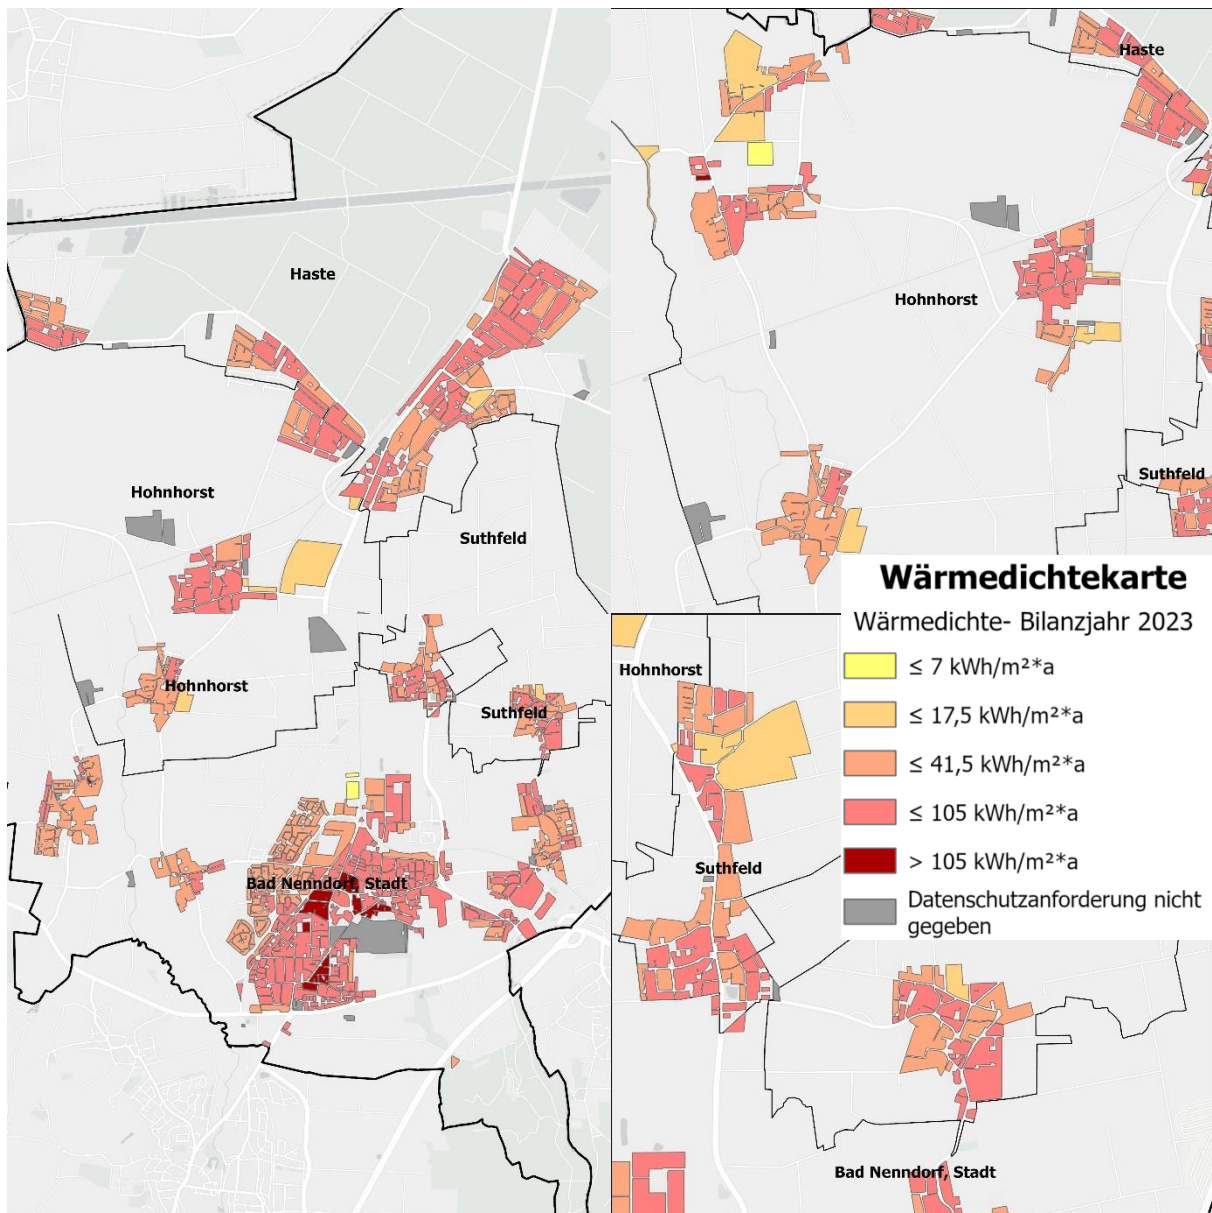 Haste
Hohnhorst
Suthfeld
Haste
Hohnhorst
Suthfeld
Hohnhorst
Suthfeld
Bad Nenndorf, Stadt
Hohnhorst
Suthfeld
Bad Nenndorf, Stadt
Wärmedichtekarte
Wärmedichte- Bilanzjahr 2023
≤ 7 kWh/m²*a
≤ 17,5 kWh/m²*a
≤ 41,5 kWh/m²*a
≤ 105 kWh/m²*a
> 105 kWh/m²*a
Datenschutzanforderung nicht
gegeben